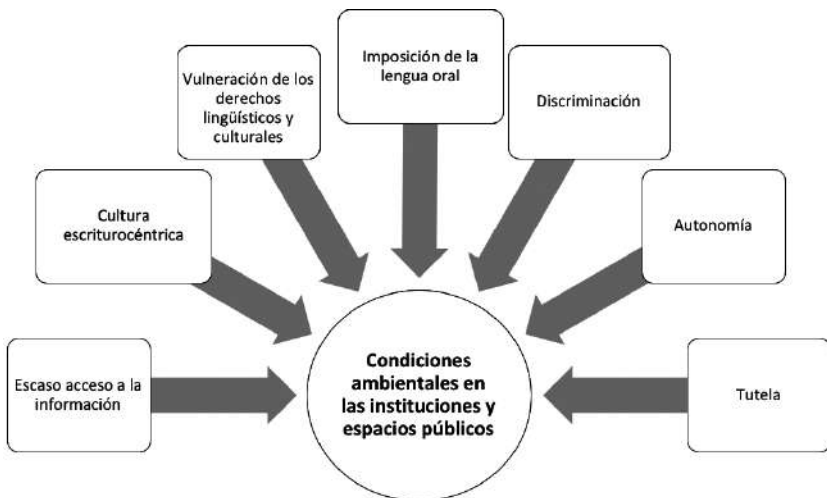 Imposición de la
lengua oral
Vulneración de los
derechos
lingüísticos y
culturales
Discriminación
Cultura
escriturocéntrica
Autonomía
Escaso acceso a la
información
Condiciones
ambientales en
las instituciones y
espacios públicos
Tutela